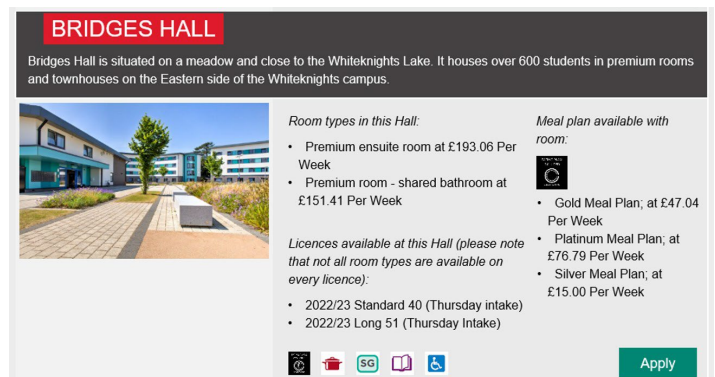 BRIDGES HALL
Bridges Hall is situated on a meadow and close to the Whiteknights Lake. It houses over 600 students in premium rooms
and townhouses on the Eastern side of the Whiteknights campus.
Room types in this Hall:
• Premium ensuite room at £193.06 Per
Week
• Premium room - shared bathroom at
£151.41 Per Week
Licences available at this Hall (please note
that not all room types are available on
every licence):
• 2022/23 Standard 40 (Thursday intake)
• 2022/23 Long 51 (Thursday Intake)
SG
Meal plan available with
room:
• Gold Meal Plan; at £47.04
Per Week
• Platinum Meal Plan; at
£76.79 Per Week
• Silver Meal Plan; at
£15.00 Per Week
Apply